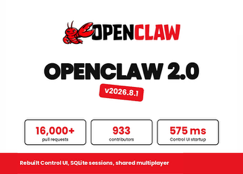 OPENCLAW
OPENCLAW 2.0
v2026.8.1
16,000+
pull requests
933
contributors
575 ms
Control UI startup
Rebuilt Control UI, SQLite sessions, shared multiplayer